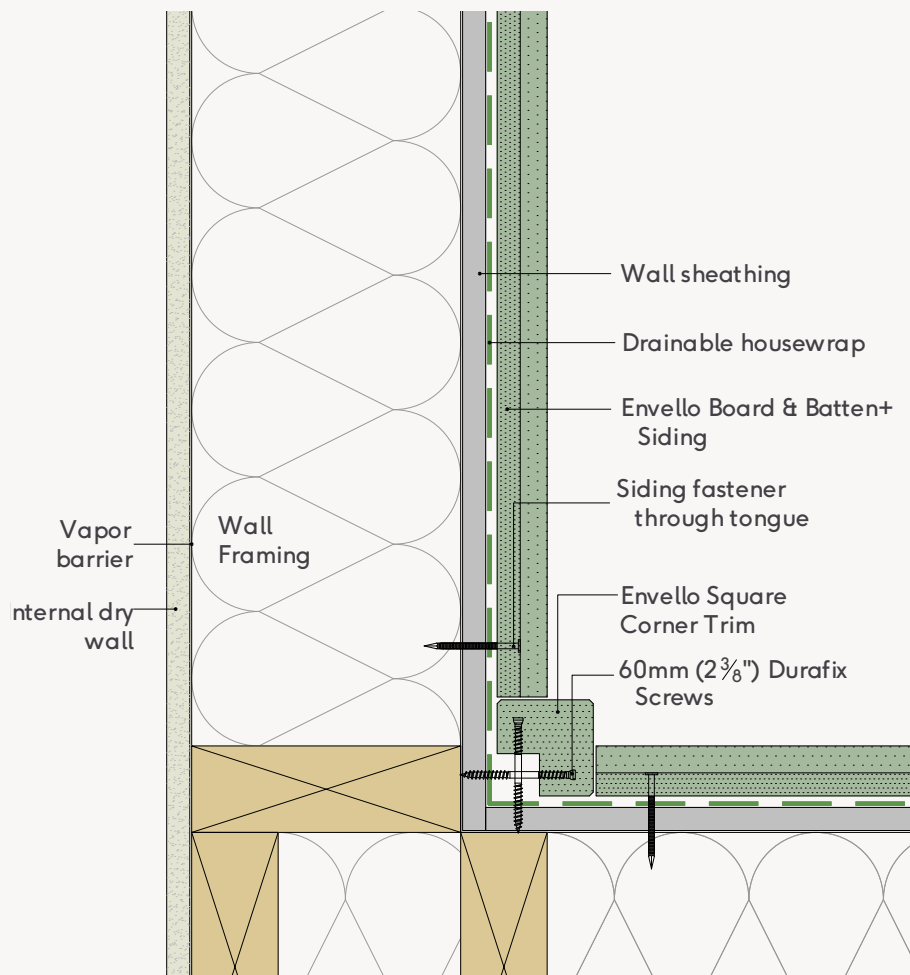 Wall sheathing
Drainable housewrap
Envello Board & Batten+
Siding
Siding fastener
through tongue
Wall
Framing
Vapor
barrier
nternal dry
wall
Envello Square
Corner Trim
60mm (2⅜") Durafix
Screws